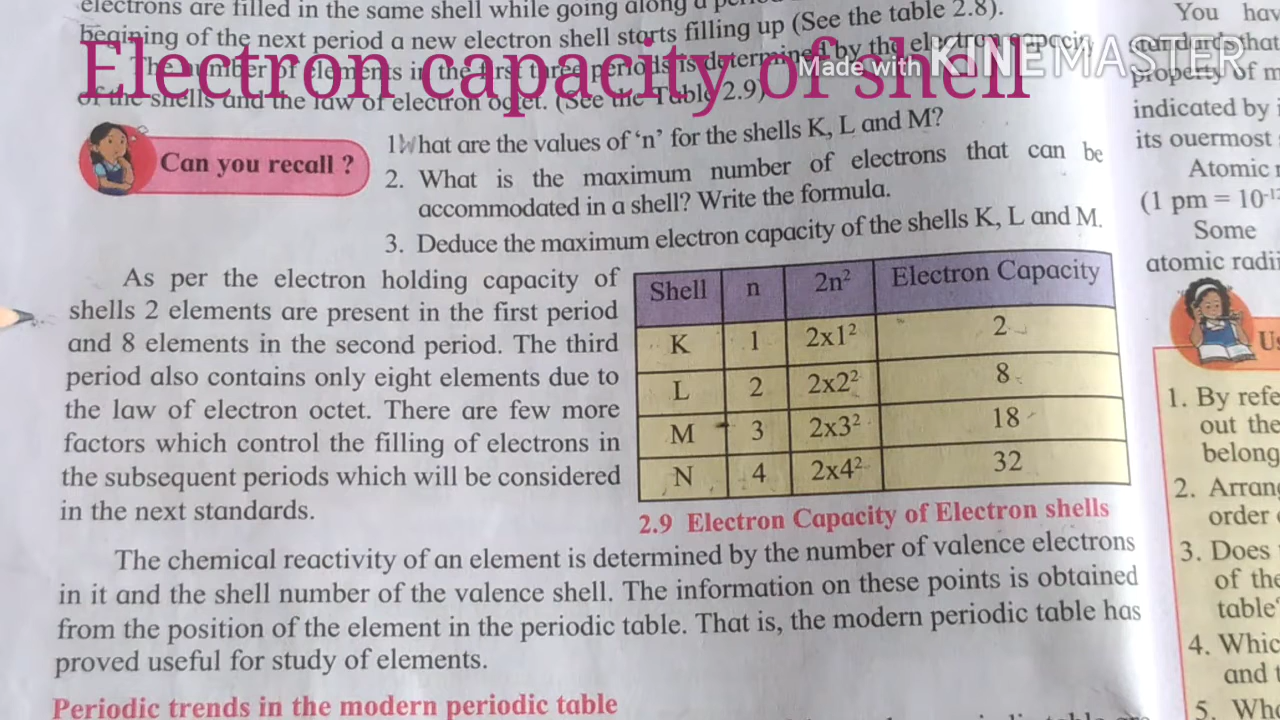 electrons are filled in the same shell while going along a
begining of the next period a new electron shell starts filling up (See the table 2.8).
Electron capacity of shell
Made with KINEMASTER
of the shells and the law of electron octet. (See the Table 2.9)
Can you recall ?
1. What are the values of ‘n’ for the shells K, L and M?
2. What is the maximum number of electrons that can be
accommodated in a shell? Write the formula.
3. Deduce the maximum electron capacity of the shells K, L and M.
As per the electron holding capacity of
shells 2 elements are present in the first period
and 8 elements in the second period. The third
period also contains only eight elements due to
the law of electron octet. There are few more
factors which control the filling of electrons in
the subsequent periods which will be considered
in the next standards.
Shell n 2n² Electron Capacity
K 1 2x1² 2
L 2 2x2² 8
M 3 2x3² 18
N 4 2x4² 32
2.9 Electron Capacity of Electron shells
The chemical reactivity of an element is determined by the number of valence electrons
in it and the shell number of the valence shell. The information on these points is obtained
from the position of the element in the periodic table. That is, the modern periodic table has
proved useful for study of elements.
Periodic trends in the modern periodic table
You hav
property of m
indicated by
its ouermost
Atomic
(1 pm = 10
Some
atomic radii
Us
1. By refe
out the
belong
2. Arrang
order
3. Does
of the
table
4. Whic
and t
5. Who